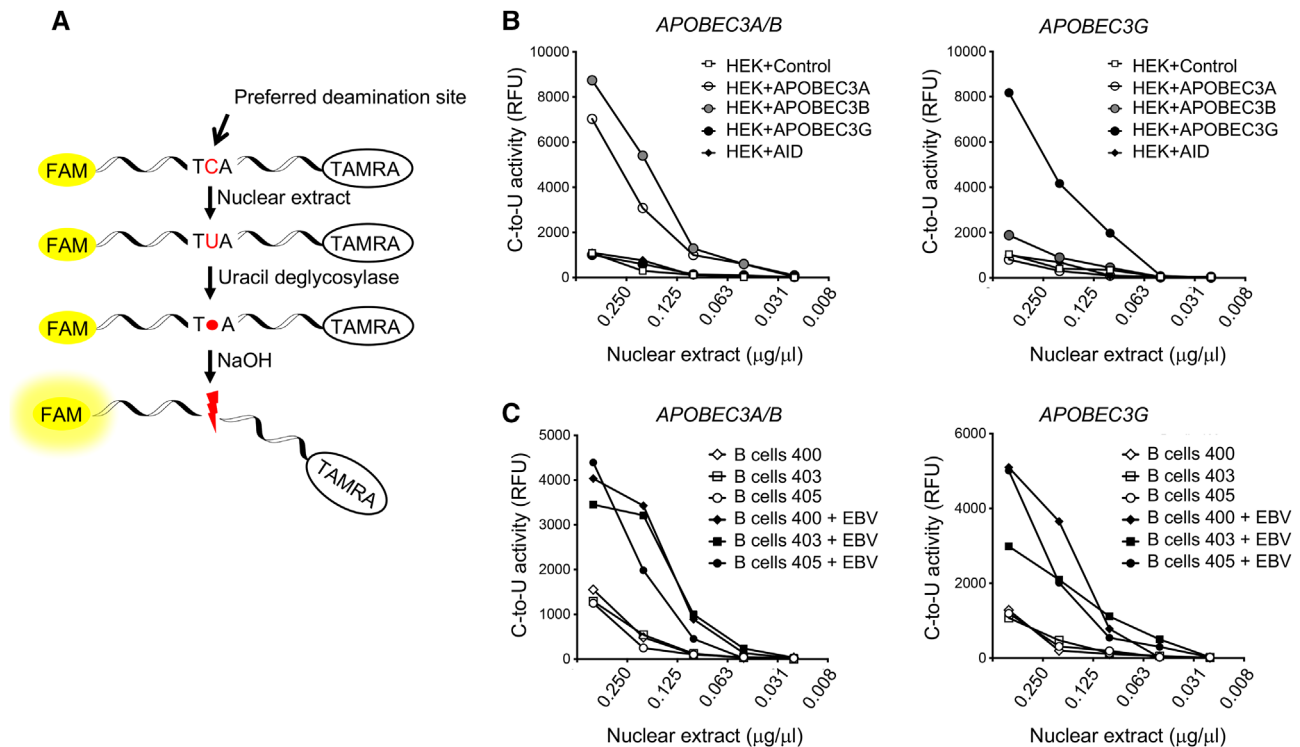 A
Preferred deamination site
FAM TCA TAMRA
Nuclear extract
FAM TUA TAMRA
Uracil deglycosylase
FAM T A TAMRA
NaOH
FAM
TAMRA
B
APOBEC3A/B
C-to-U activity (RFU)
10000
8000
6000
4000
2000
0
HEK+Control
HEK+APOBEC3A
HEK+APOBEC3B
HEK+APOBEC3G
HEK+AID
0.250 0.125 0.063 0.031 0.008
Nuclear extract (µg/µl)
APOBEC3G
C-to-U activity (RFU)
10000
8000
6000
4000
2000
0
HEK+Control
HEK+APOBEC3A
HEK+APOBEC3B
HEK+APOBEC3G
HEK+AID
0.250 0.125 0.063 0.031 0.008
Nuclear extract (µg/µl)
C
APOBEC3A/B
C-to-U activity (RFU)
5000
4000
3000
2000
1000
0
B cells 400
B cells 403
B cells 405
B cells 400 + EBV
B cells 403 + EBV
B cells 405 + EBV
0.250 0.125 0.063 0.031 0.008
Nuclear extract (µg/µl)
APOBEC3G
C-to-U activity (RFU)
6000
4000
2000
0
B cells 400
B cells 403
B cells 405
B cells 400 + EBV
B cells 403 + EBV
B cells 405 + EBV
0.250 0.125 0.063 0.031 0.008
Nuclear extract (µg/µl)